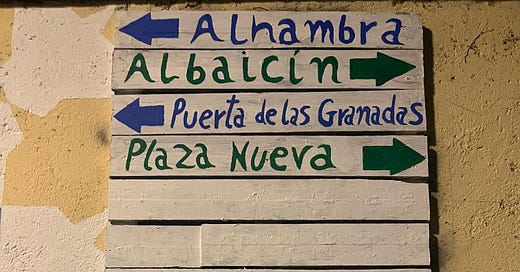 Alhambra
Albaicín
Puerta de las Granadas
Plaza Nueva